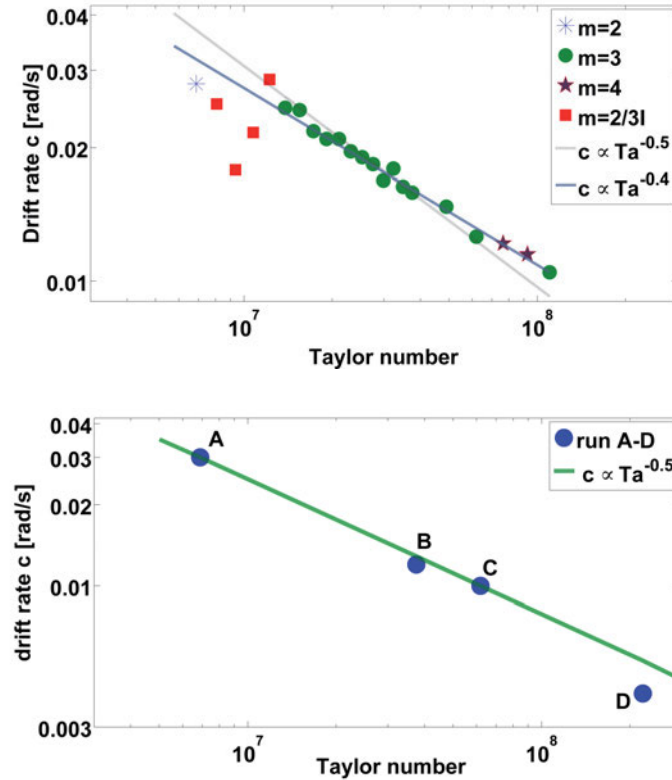 0.04
0.03
0.02
0.01
Drift rate c [rad/s]
m=2
m=3
m=4
m=2/3I
c ∝ Ta^-0.5
c ∝ Ta^-0.4
10^7
10^8
Taylor number
0.04
0.03
0.02
0.01
0.003
drift rate c [rad/s]
A
B
C
D
run A-D
c ∝ Ta^-0.5
10^7
10^8
Taylor number